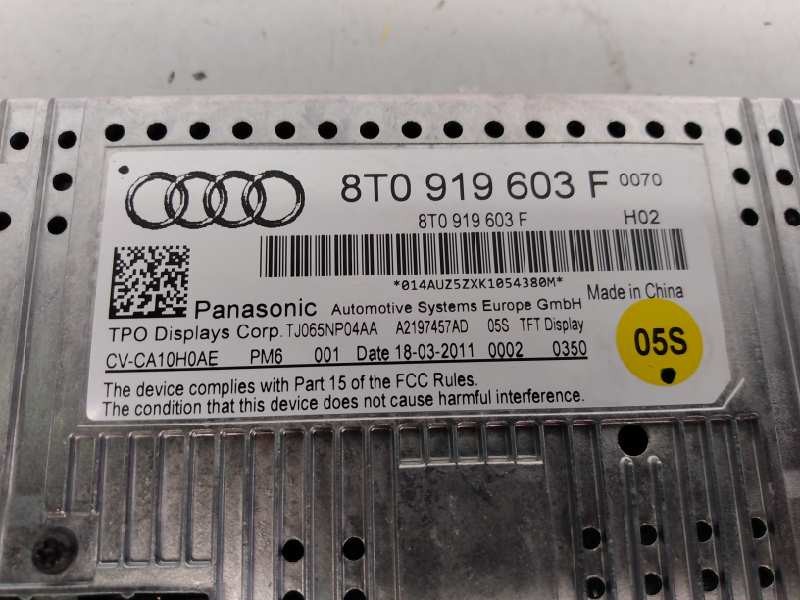 8T0 919 603 F 0070
8T0 919 603 F H02
*014AUZ5ZXK1054380M*
Panasonic Automotive Systems Europe GmbH Made in China
TPO Displays Corp. TJ065NP04AA A2197457AD 05S TFT Display
CV-CA10H0AE PM6 001 Date 18-03-2011 0002 0350
05S
The device complies with Part 15 of the FCC Rules.
The condition that this device does not cause harmful interference.